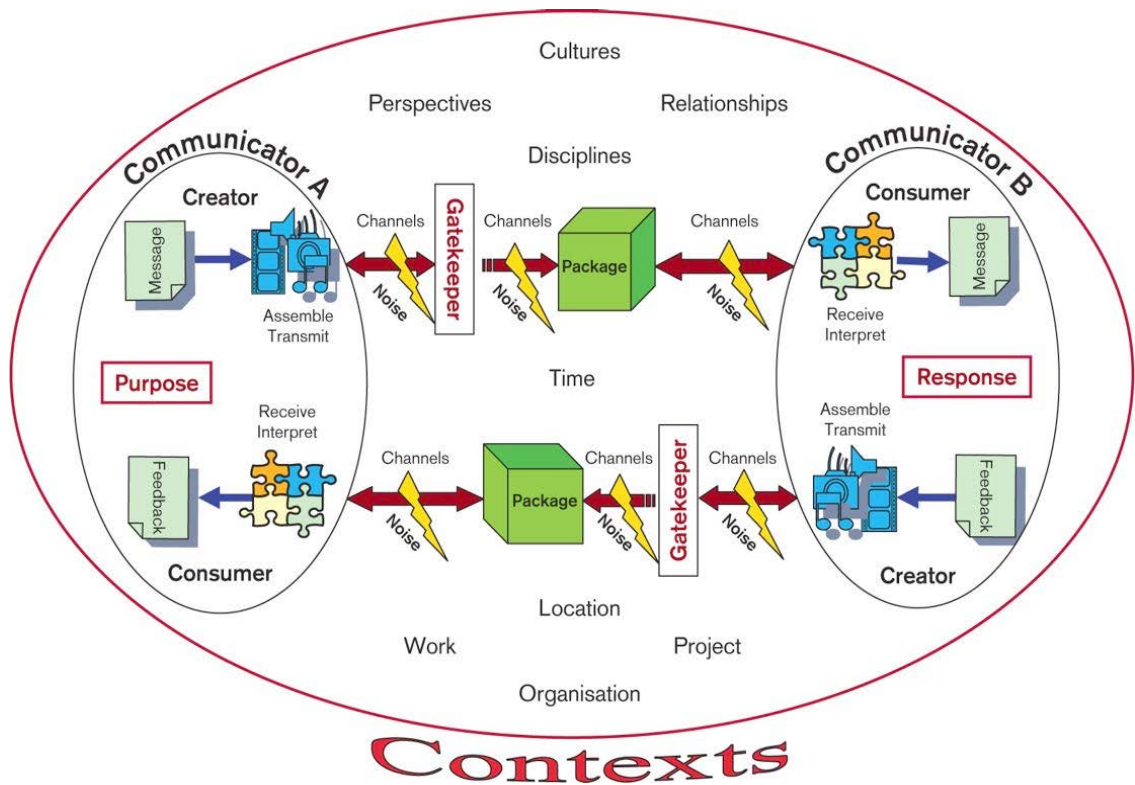 Cultures
Perspectives
Relationships
Disciplines
Communicator A
Communicator B
Creator
Consumer
Message
Assemble
Transmit
Channels
Noise
Gatekeeper
Channels
Noise
Package
Channels
Noise
Receive
Interpret
Message
Purpose
Time
Response
Receive
Interpret
Feedback
Consumer
Channels
Noise
Package
Channels
Noise
Gatekeeper
Channels
Noise
Assemble
Transmit
Feedback
Creator
Location
Work
Project
Organisation
Contexts